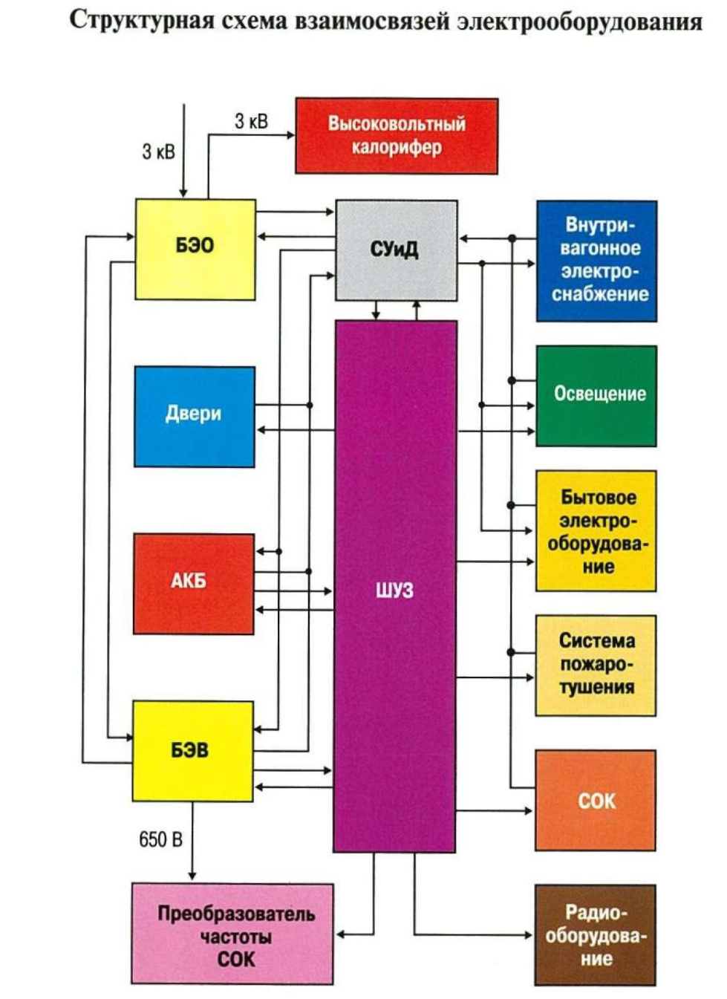 Структурная схема взаимосвязей электрооборудования
3 кВ
Высоковольтный
калорифер
3 кВ
БЭО
СУиД
Внутри-
вагонное
электро-
снабжение
Двери
Освещение
Бытовое
электро-
оборудова-
ние
АКБ
ШУЗ
Система
пожаро-
тушения
БЭВ
СОК
650 В
Преобразователь
частоты
СОК
Радио-
оборудова-
ние